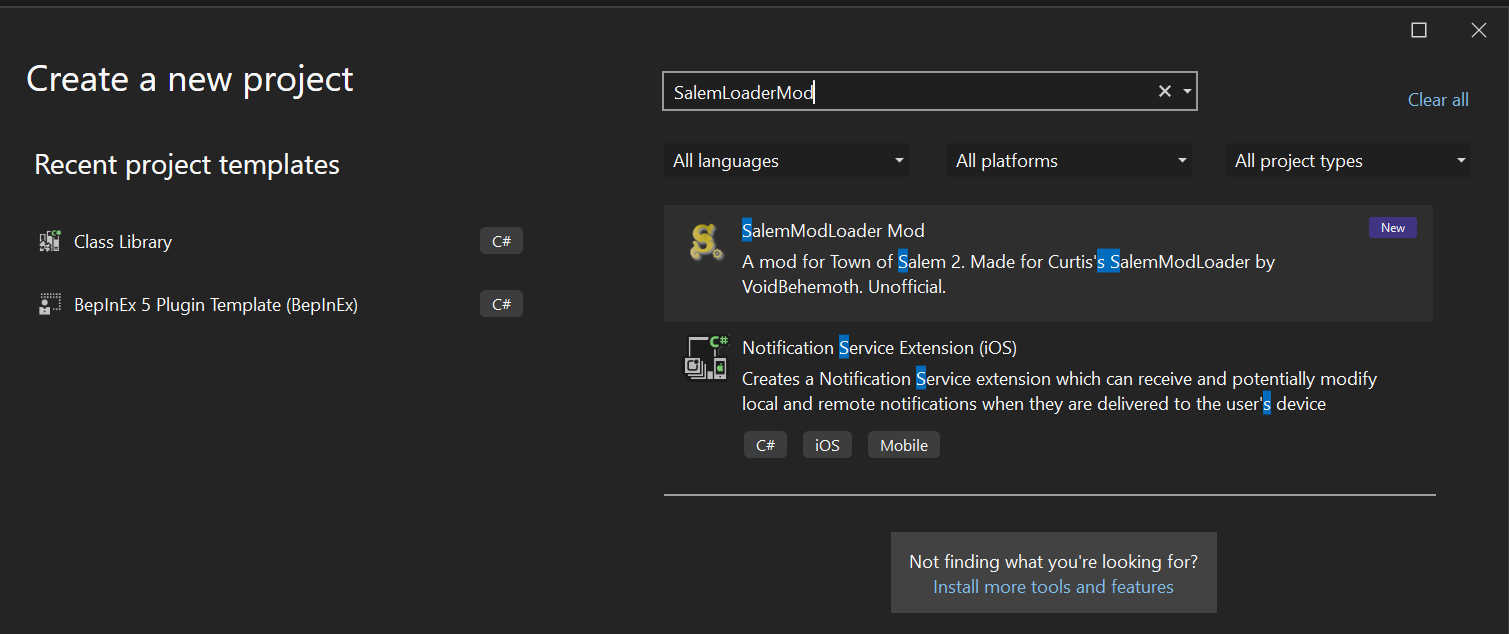 Create a new project
SalemLoaderMod
Clear all
Recent project templates
All languages
All platforms
All project types
Class Library
C#
BepInEx 5 Plugin Template (BepInEx)
C#
SalemModLoader Mod
New
A mod for Town of Salem 2. Made for Curtis's SalemModLoader by
VoidBehemoth. Unofficial.
Notification Service Extension (iOS)
Creates a Notification Service extension which can receive and potentially modify
local and remote notifications when they are delivered to the user's device
C#
iOS
Mobile
Not finding what you're looking for?
Install more tools and features